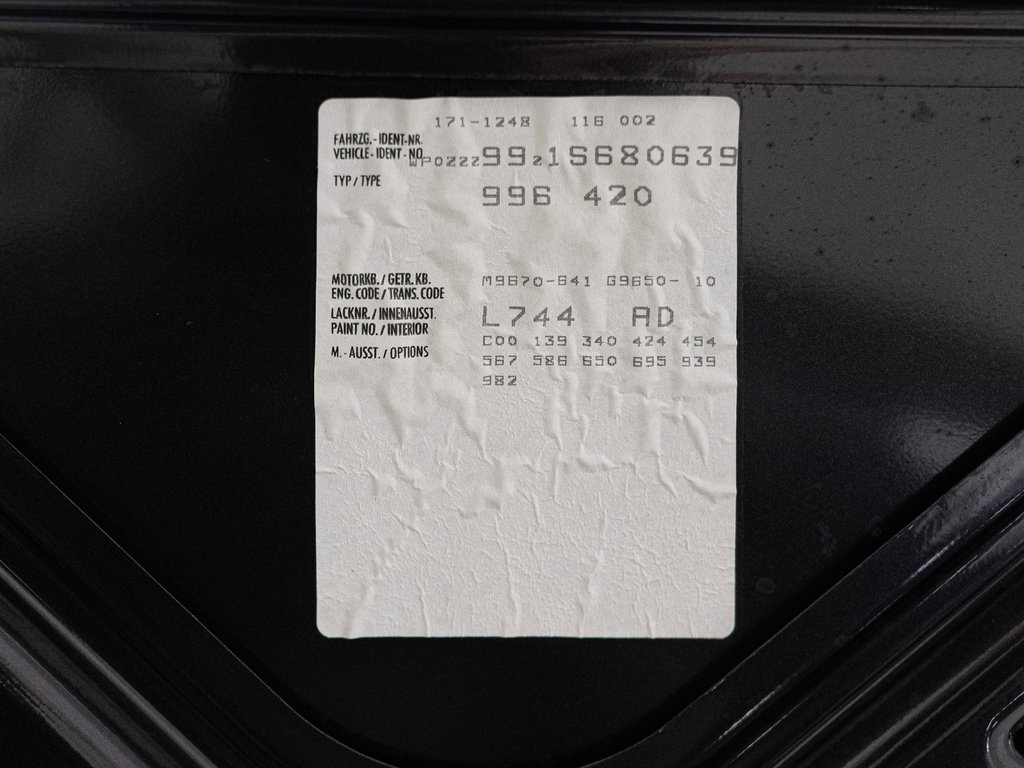 171-1248 116 002
FAHRZG.-IDENT-NR.
VEHICLE-IDENT-NO. WP0ZZZ99Z1S680639
TYP / TYPE 996 420
MOTORKB. / GETR. KB. M9670-641 G9650- 10
ENG. CODE / TRANS. CODE
LACKNR. / INNENAUSST. L744 AD
PAINT NO. / INTERIOR
C00 139 340 424 454
M.-AUSST. / OPTIONS 567 586 650 695 939
982